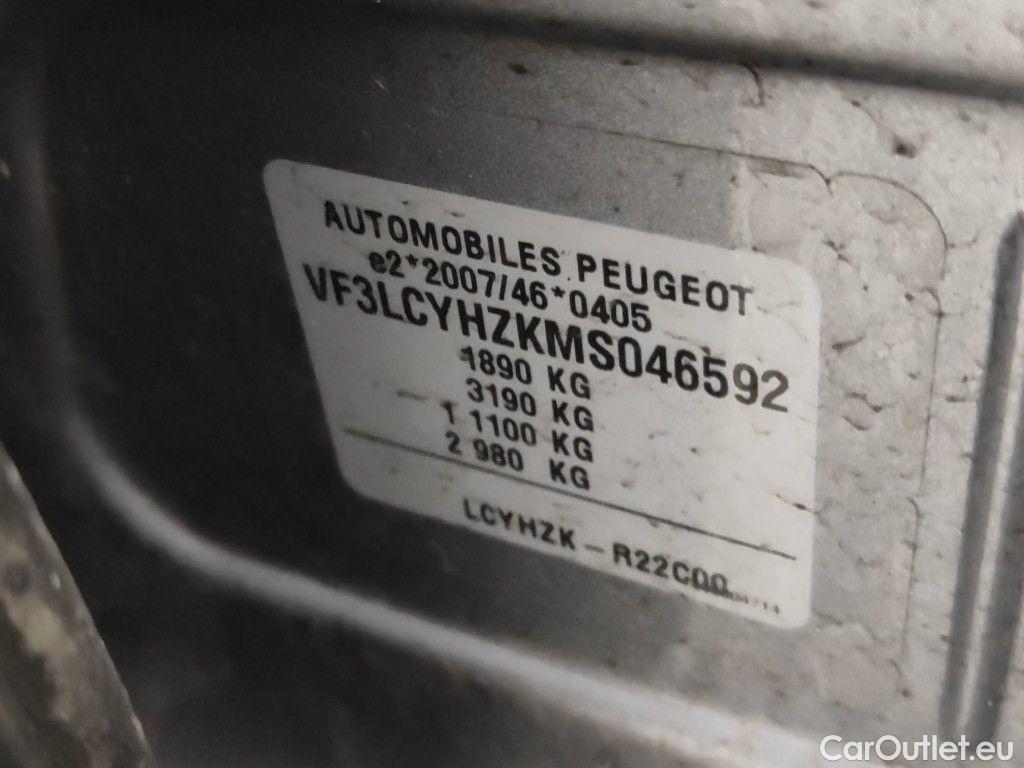 AUTOMOBILES PEUGEOT
e2*2007/46*0405
VF3LCYHZKMS046592
1890 KG
3190 KG
1 1100 KG
2 980 KG
LCYHZK - R22C00
CarOutlet.eu